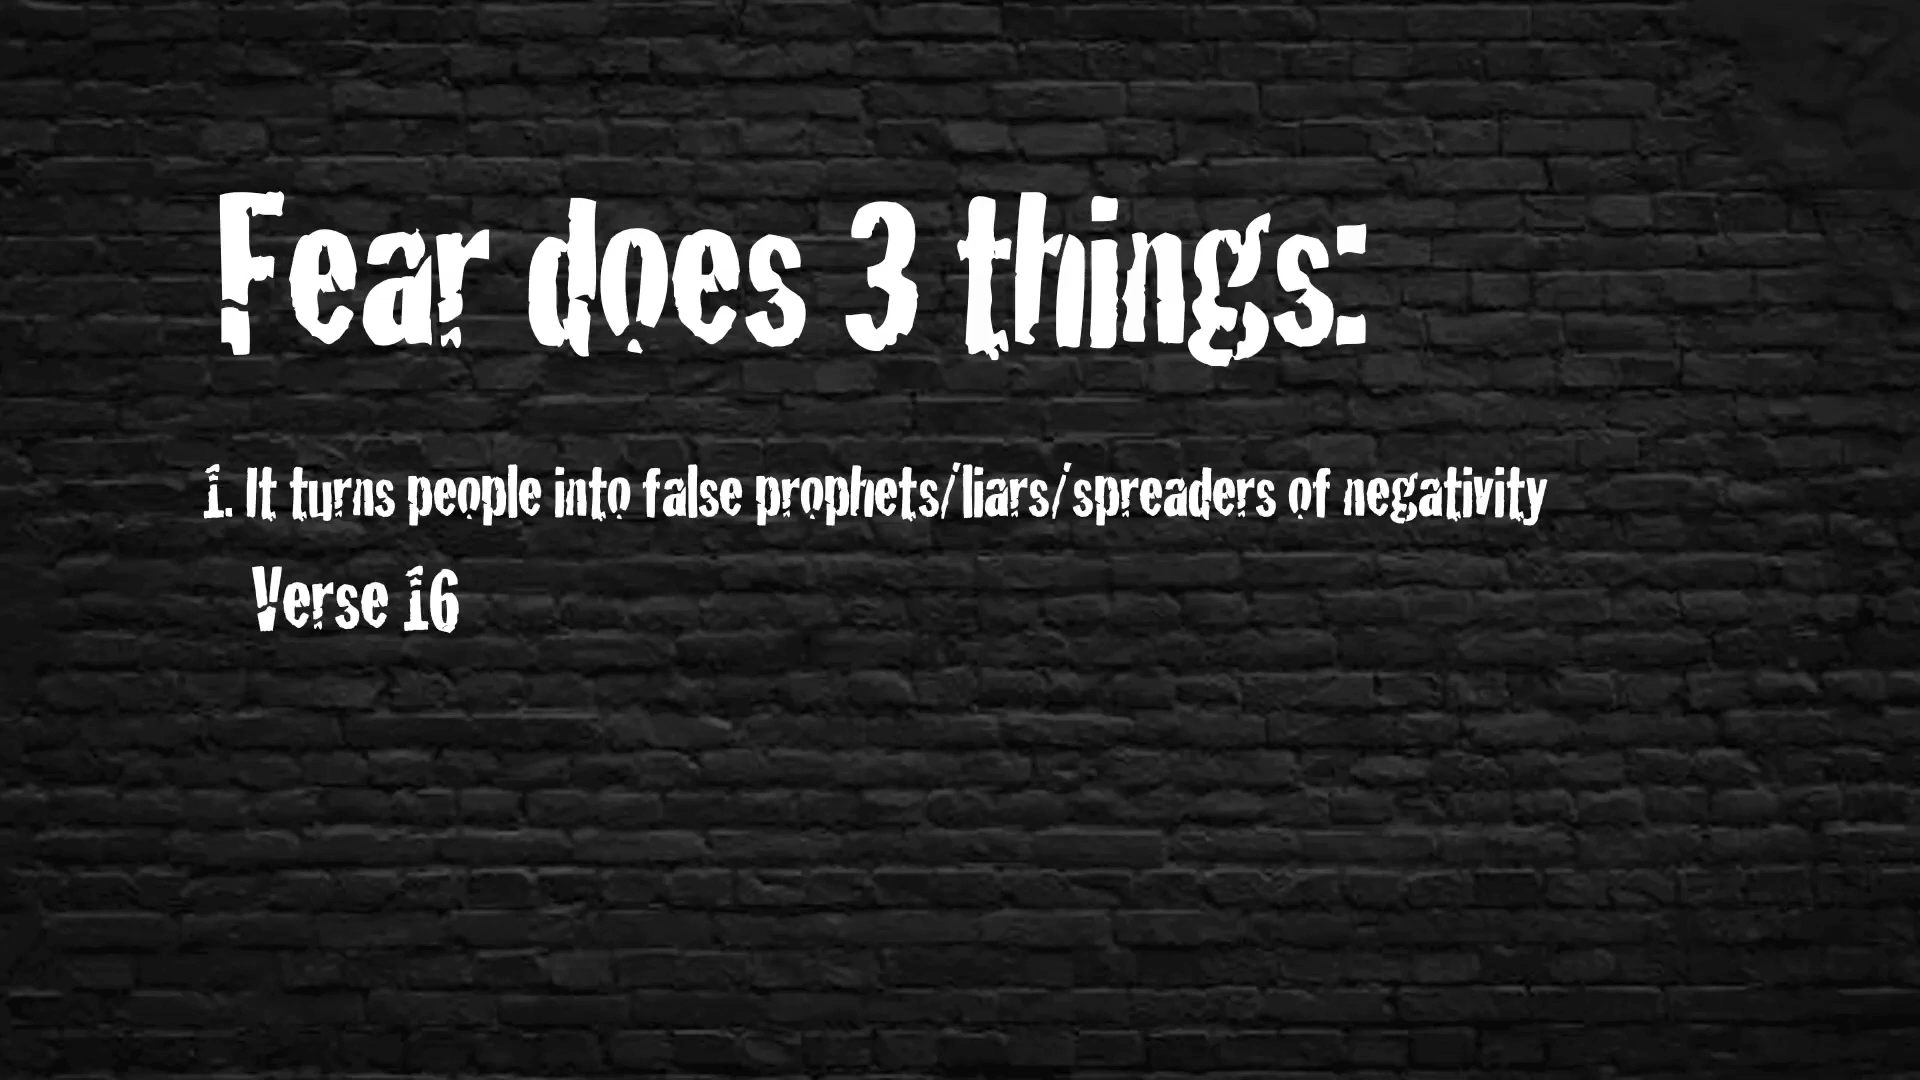 Fear does 3 things:
1. It turns people into false prophets/liars/spreaders of negativity
Verse 16